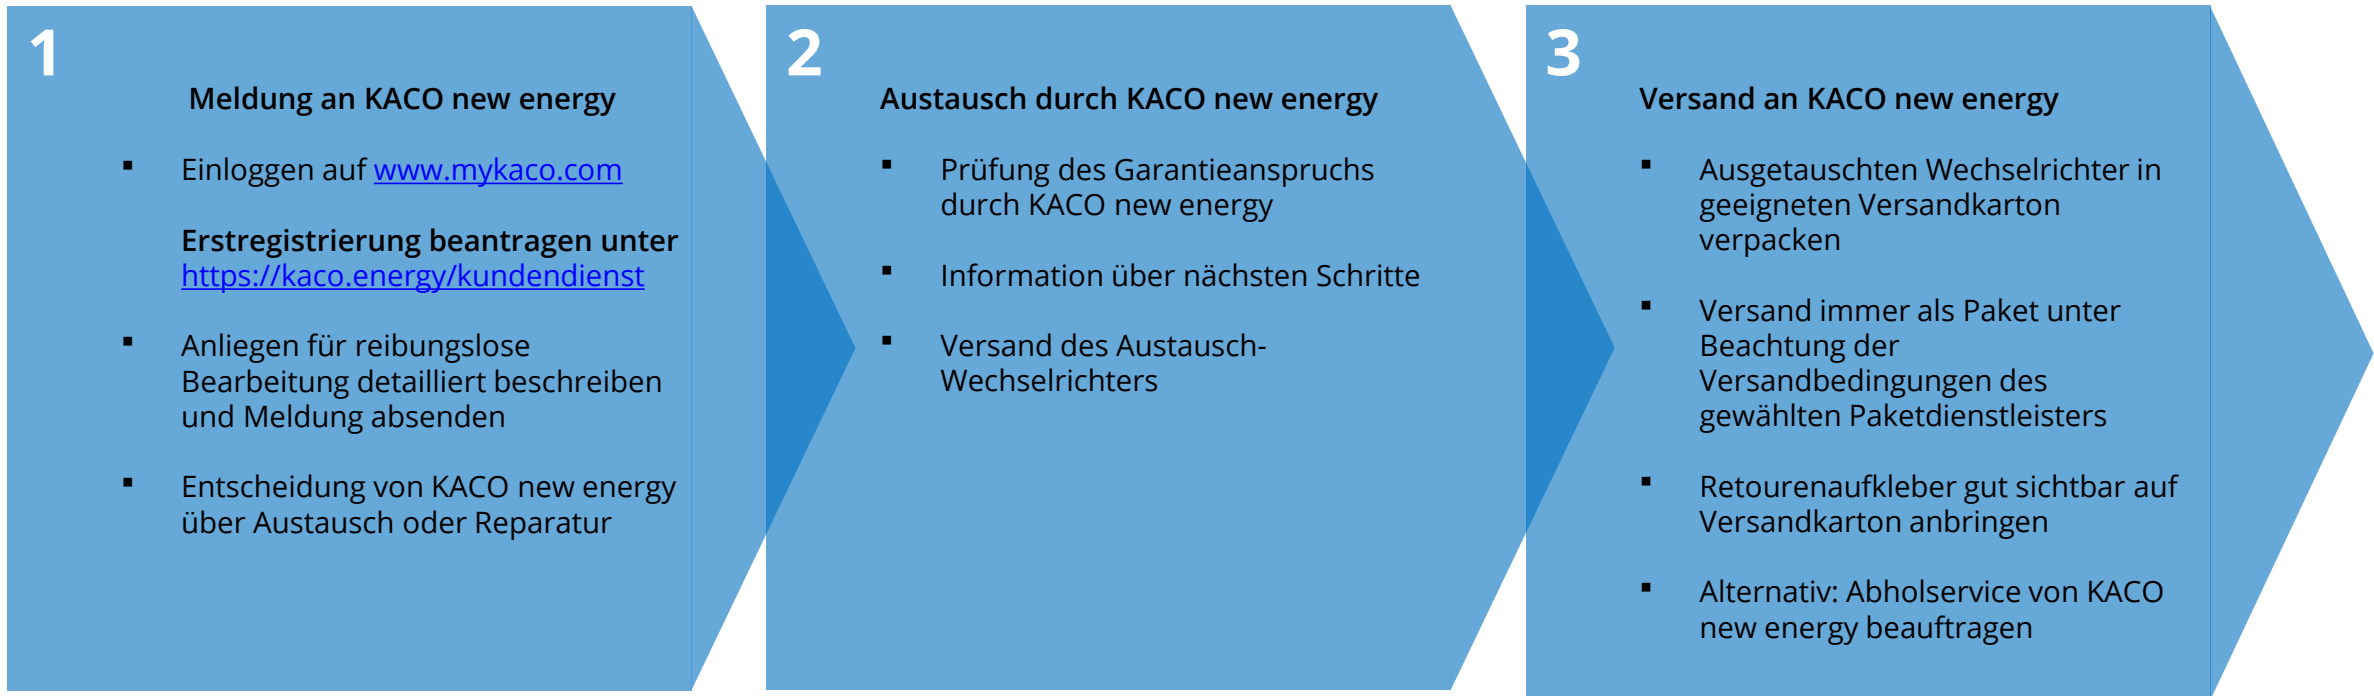 1
Meldung an KACO new energy
▪ Einloggen auf www.mykaco.com
Erstregistrierung beantragen unter
https://kaco.energy/kundendienst
▪ Anliegen für reibungslose
Bearbeitung detailliert beschreiben
und Meldung absenden
▪ Entscheidung von KACO new energy
über Austausch oder Reparatur
2
Austausch durch KACO new energy
▪ Prüfung des Garantieanspruchs
durch KACO new energy
▪ Information über nächsten Schritte
▪ Versand des Austausch-
Wechselrichters
3
Versand an KACO new energy
▪ Ausgetauschten Wechselrichter in
geeigneten Versandkarton
verpacken
▪ Versand immer als Paket unter
Beachtung der
Versandbedingungen des
gewählten Paketdienstleisters
▪ Retourenaufkleber gut sichtbar auf
Versandkarton anbringen
▪ Alternativ: Abholservice von KACO
new energy beauftragen